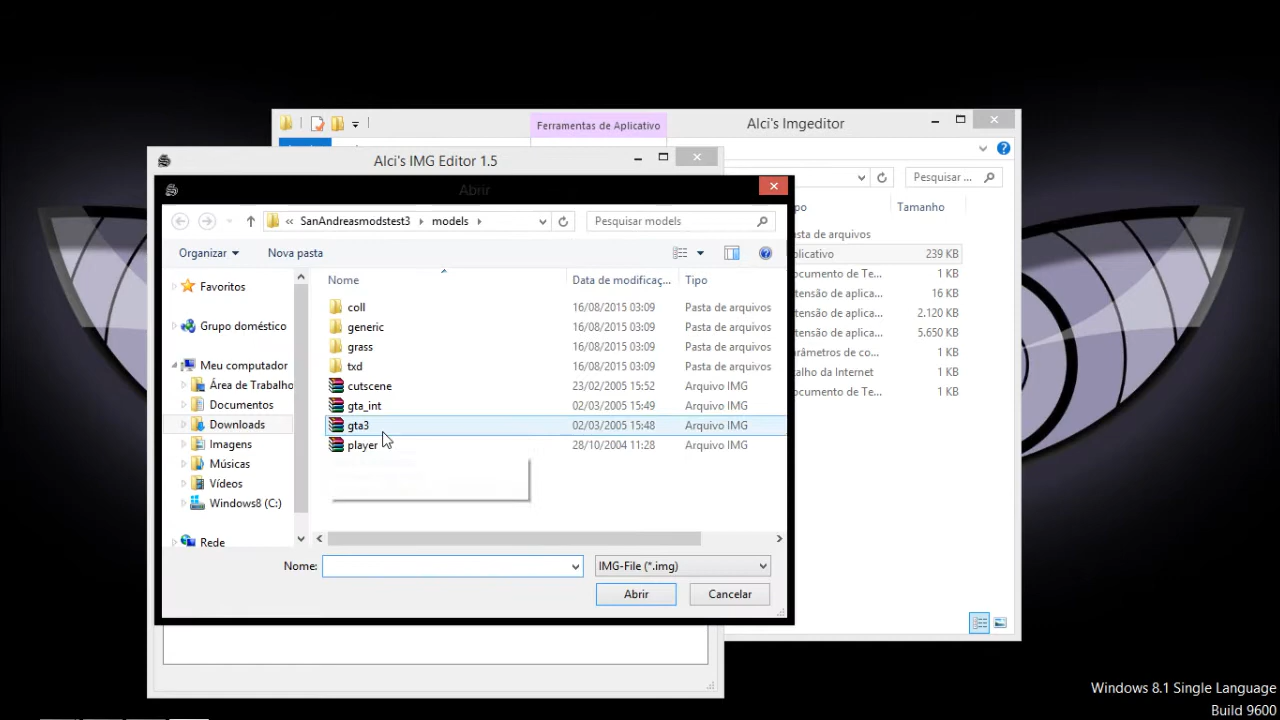 Ferramentas de Aplicativo
Alci's Imgeditor
Alci's IMG Editor 1.5
Abrir
SanAndreasmodstest3
models
Pesquisar models
Pesquisar ...
Organizar
Nova pasta
Tamanho
Nome
Data de modificaç...
Tipo
Favoritos
Grupo doméstico
Meu computador
Área de Trabalho
Documentos
Downloads
Imagens
Músicas
Vídeos
Windows8 (C:)
Rede
coll 16/08/2015 03:09 Pasta de arquivos
generic 16/08/2015 03:09 Pasta de arquivos
grass 16/08/2015 03:09 Pasta de arquivos
txd 16/08/2015 03:09 Pasta de arquivos
cutscene 23/02/2005 15:52 Arquivo IMG
gta_int 02/03/2005 15:49 Arquivo IMG
gta3 02/03/2005 15:48 Arquivo IMG
player 28/10/2004 11:28 Arquivo IMG
po
sta de arquivos
plicativo 239 KB
ocumento de Te... 1 KB
tensão de aplica... 16 KB
tensão de aplica... 2.120 KB
tensão de aplica... 5.650 KB
arâmetros de co... 1 KB
talho da Internet 1 KB
ocumento de Te... 1 KB
Nome:
IMG-File (*.img)
Abrir
Cancelar
Windows 8.1 Single Language
Build 9600